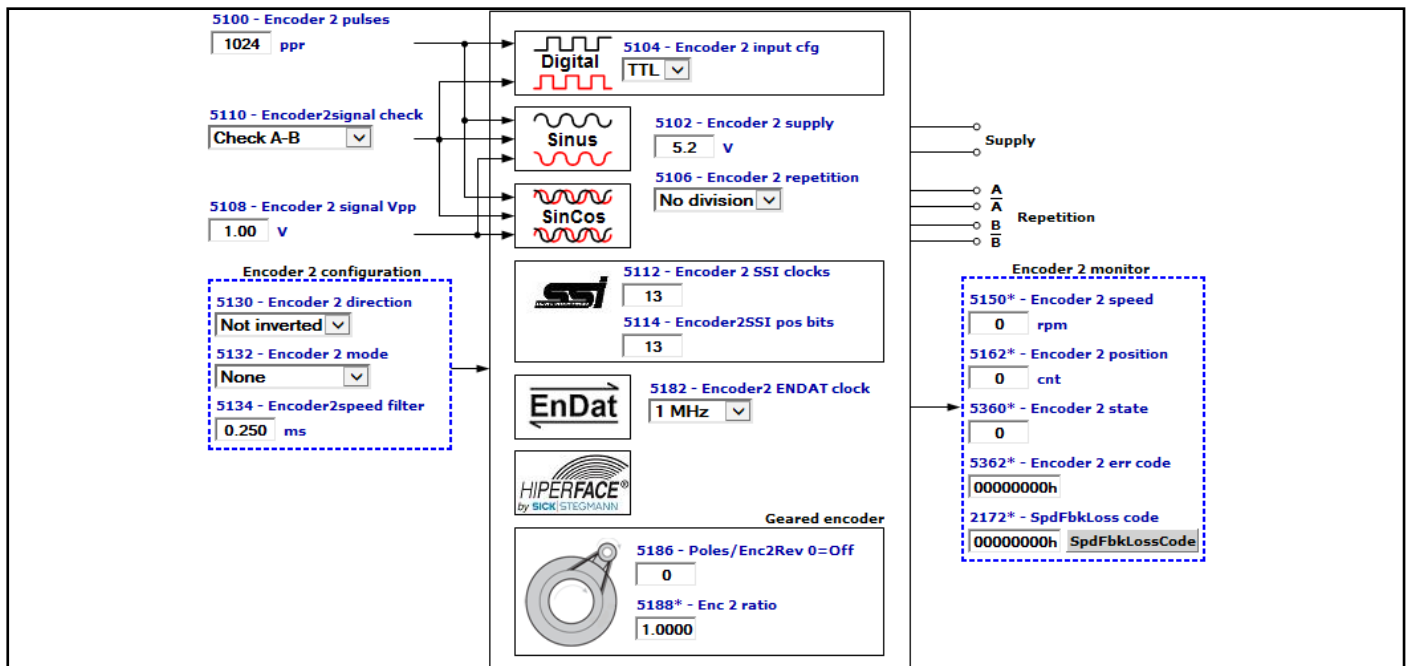 5100 - Encoder 2 pulses
1024 ppr
5110 - Encoder2signal check
Check A-B
5108 - Encoder 2 signal Vpp
1.00 V
Encoder 2 configuration
5130 - Encoder 2 direction
Not inverted
5132 - Encoder 2 mode
None
5134 - Encoder2speed filter
0.250 ms
Digital
5104 - Encoder 2 input cfg
TTL
Sinus
5102 - Encoder 2 supply
5.2 V
5106 - Encoder 2 repetition
No division
SinCos
ssi
5112 - Encoder 2 SSI clocks
13
5114 - Encoder2SSI pos bits
13
EnDat
5182 - Encoder2 ENDAT clock
1 MHz
HIPERFACE®
by SICK|STEGMANN
Geared encoder
5186 - Poles/Enc2Rev 0=Off
0
5188* - Enc 2 ratio
1.0000
Supply
A
A
B
B
Repetition
Encoder 2 monitor
5150* - Encoder 2 speed
0 rpm
5162* - Encoder 2 position
0 cnt
5360* - Encoder 2 state
0
5362* - Encoder 2 err code
00000000h
2172* - SpdFbkLoss code
00000000h SpdFbkLossCode